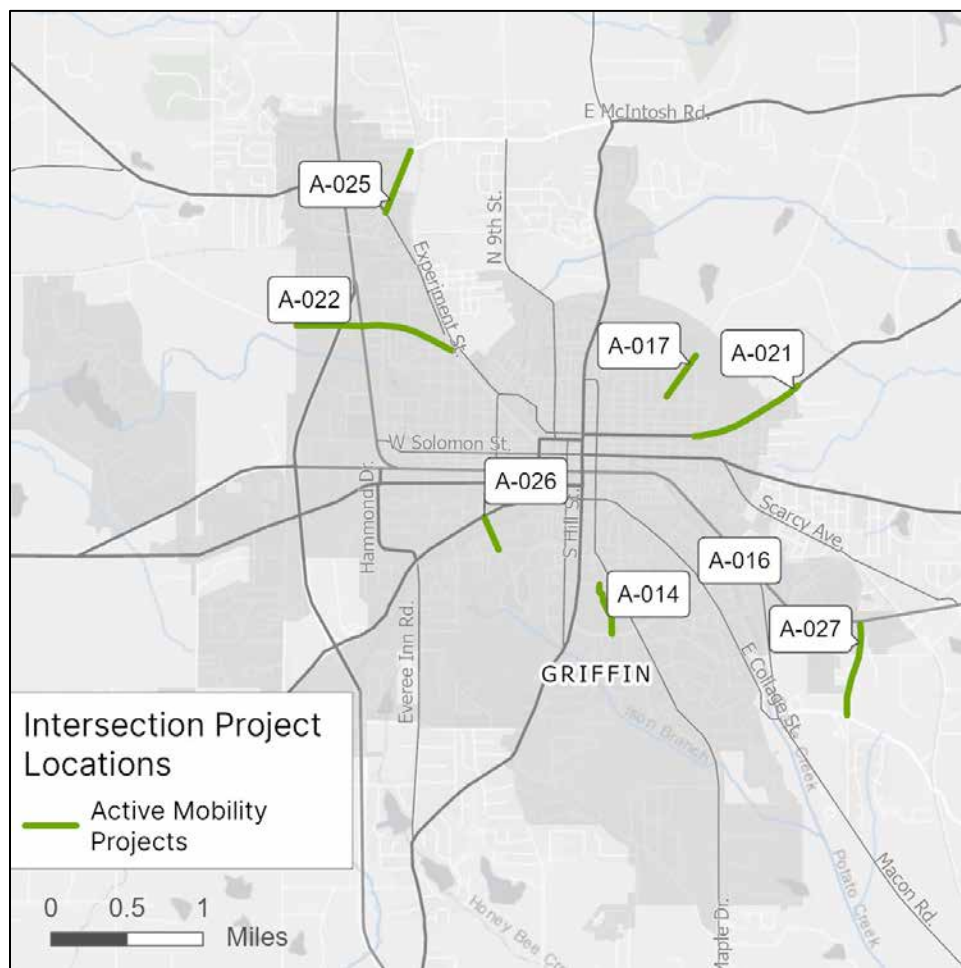 E McIntosh Rd.
A-025
N 9th St.
Experiment St.
A-022
A-017
A-021
W Solomon St.
Hammond Dr.
A-026
S Hill St.
Scarcy Ave.
A-016
A-014
A-027
Everee Inn Rd.
GRIFFIN
E Collage St.
Creek
Intersection Project
Locations
Active Mobility
Projects
0 0.5 1
Miles
Potato Creek
Macon Rd.
Honey Bee Cr
Maple Dr.